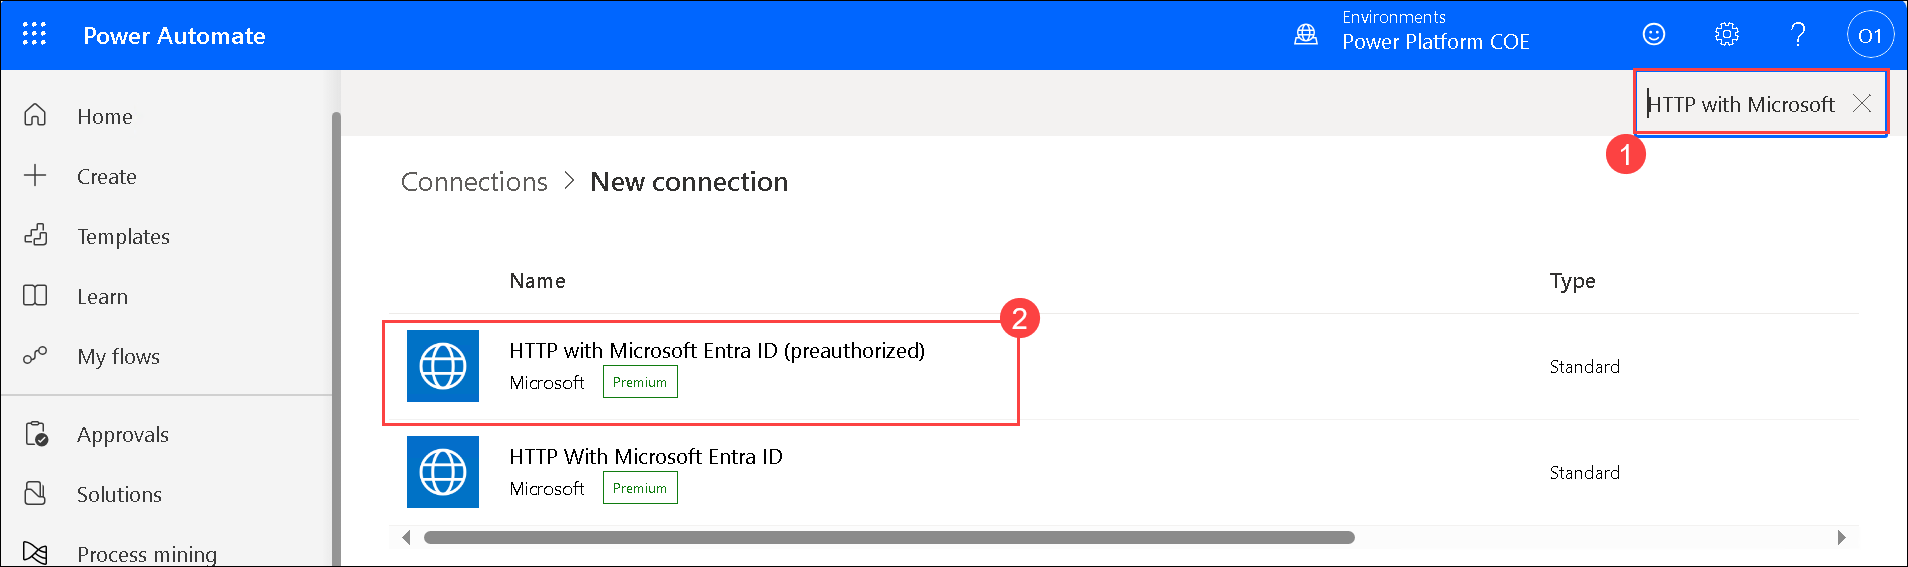 Power Automate
Environments
Power Platform COE
?
O1
HTTP with Microsoft
1
Home
Create
Templates
Learn
My flows
Approvals
Solutions
Process mining
Connections > New connection
Name
Type
2
HTTP with Microsoft Entra ID (preauthorized)
Microsoft Premium
Standard
HTTP With Microsoft Entra ID
Microsoft Premium
Standard